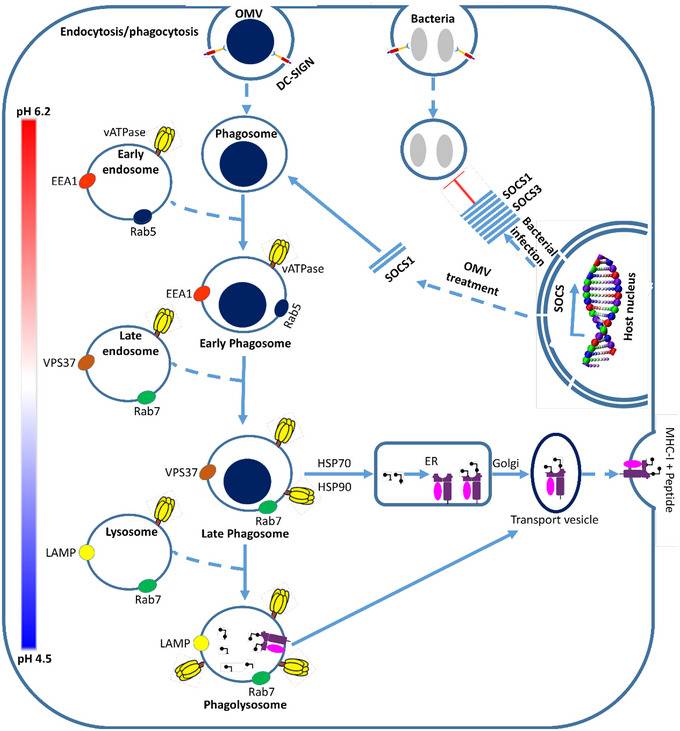 OMV
Bacteria
Endocytosis/phagocytosis
DC-SIGN
pH 6.2
vATPase
Phagosome
Early
endosome
EEA1
Rab5
SOCS1
SOCS3
Bacterial
infection
SOCS1
OMV
treatment
SOCS
Host nucleus
vATPase
EEA1
Rab5
Early Phagosome
Late
endosome
VPS37
Rab7
VPS37
HSP70
HSP90
ER
Golgi
MHC-I + Peptide
Rab7
Late Phagosome
Transport vesicle
Lysosome
LAMP
Rab7
LAMP
Rab7
Phagolysosome
pH 4.5